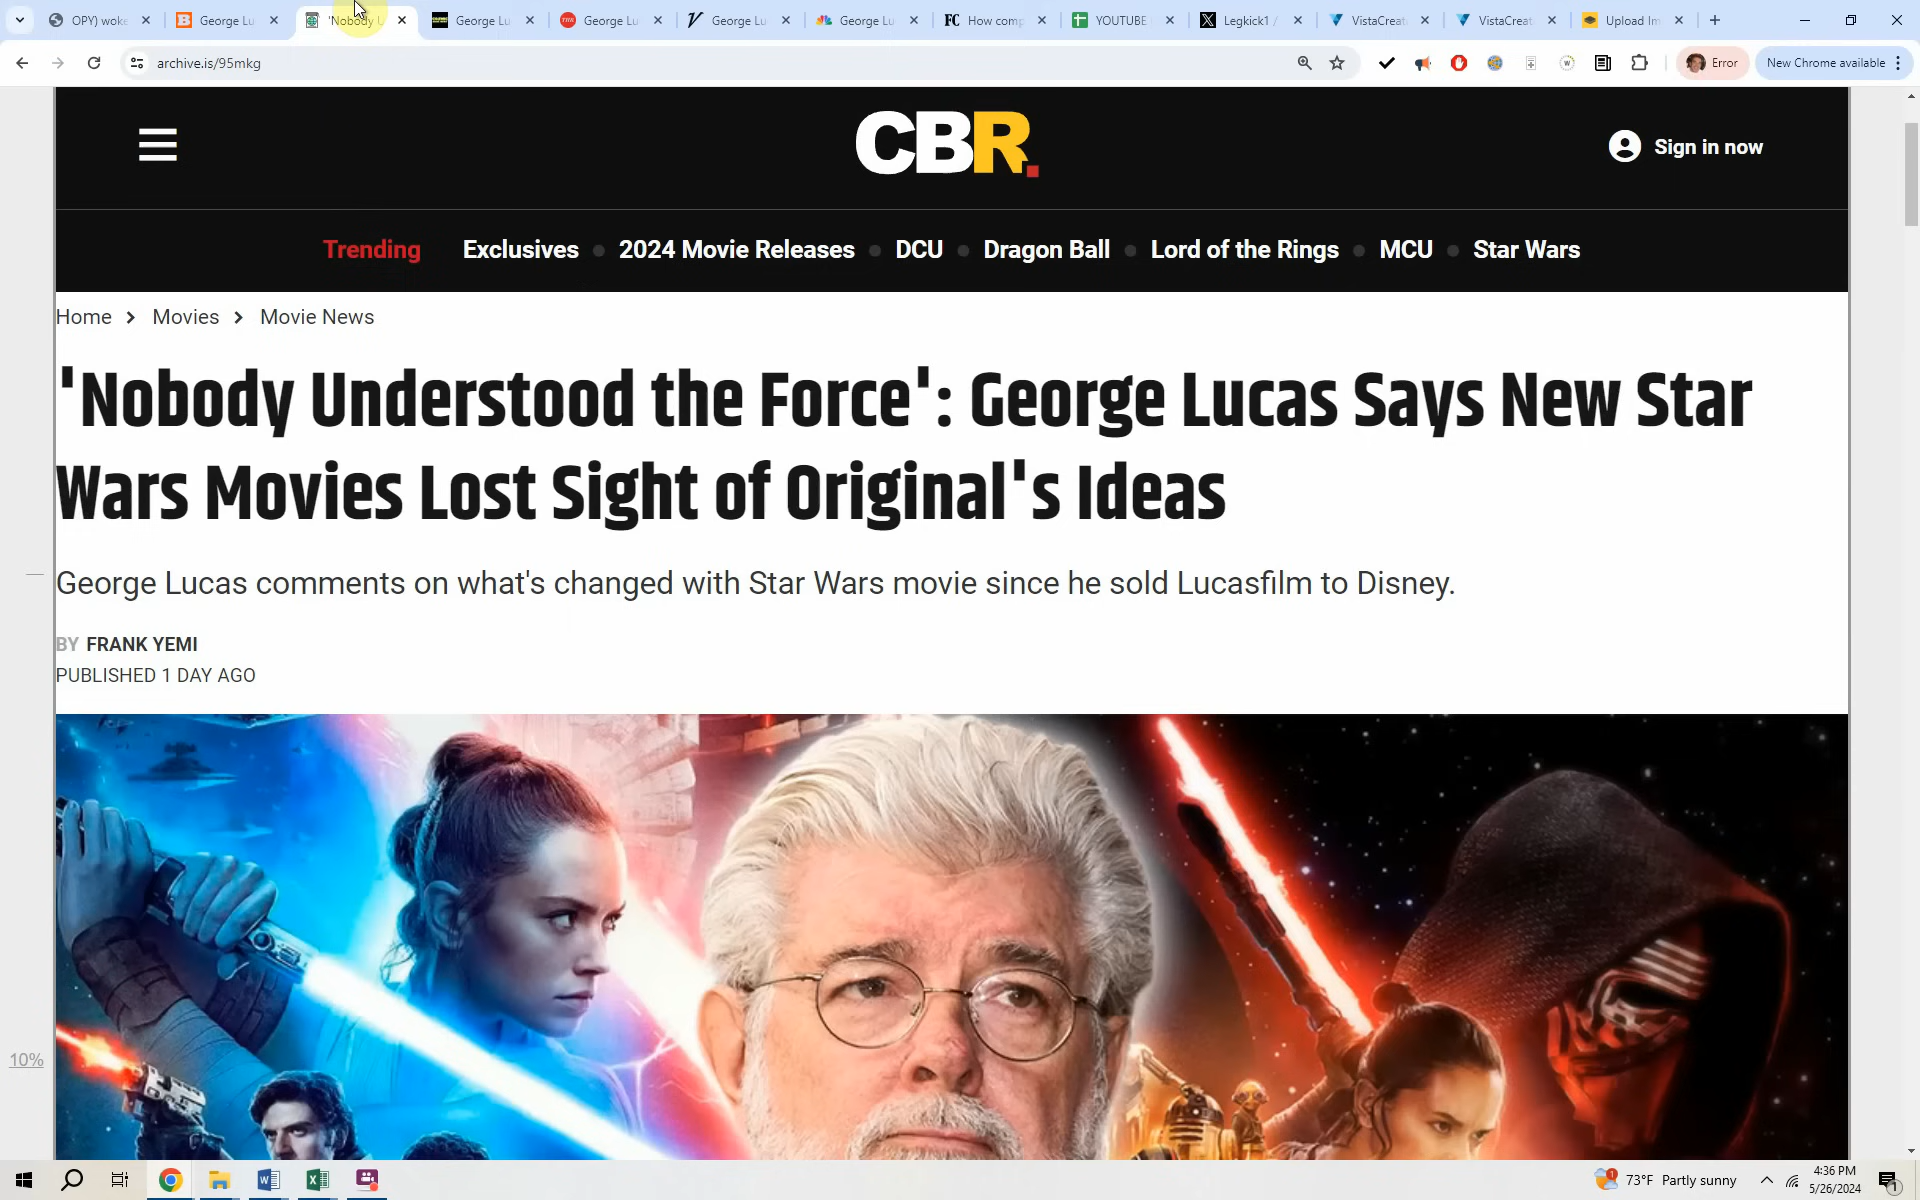 OPY) woke
George Lu
'Nobody U
George Lu
George Lu
George Lu
George Lu
FC How comp
YOUTUBE
Legkick1 /
VistaCreat
VistaCreat
Upload Im
archive.is/95mkg
Error
New Chrome available
CBR.
Sign in now
Trending
Exclusives
2024 Movie Releases
DCU
Dragon Ball
Lord of the Rings
MCU
Star Wars
Home > Movies > Movie News
'Nobody Understood the Force': George Lucas Says New Star
Wars Movies Lost Sight of Original's Ideas
George Lucas comments on what's changed with Star Wars movie since he sold Lucasfilm to Disney.
BY FRANK YEMI
PUBLISHED 1 DAY AGO
10%
73°F Partly sunny
4:36 PM
5/26/2024